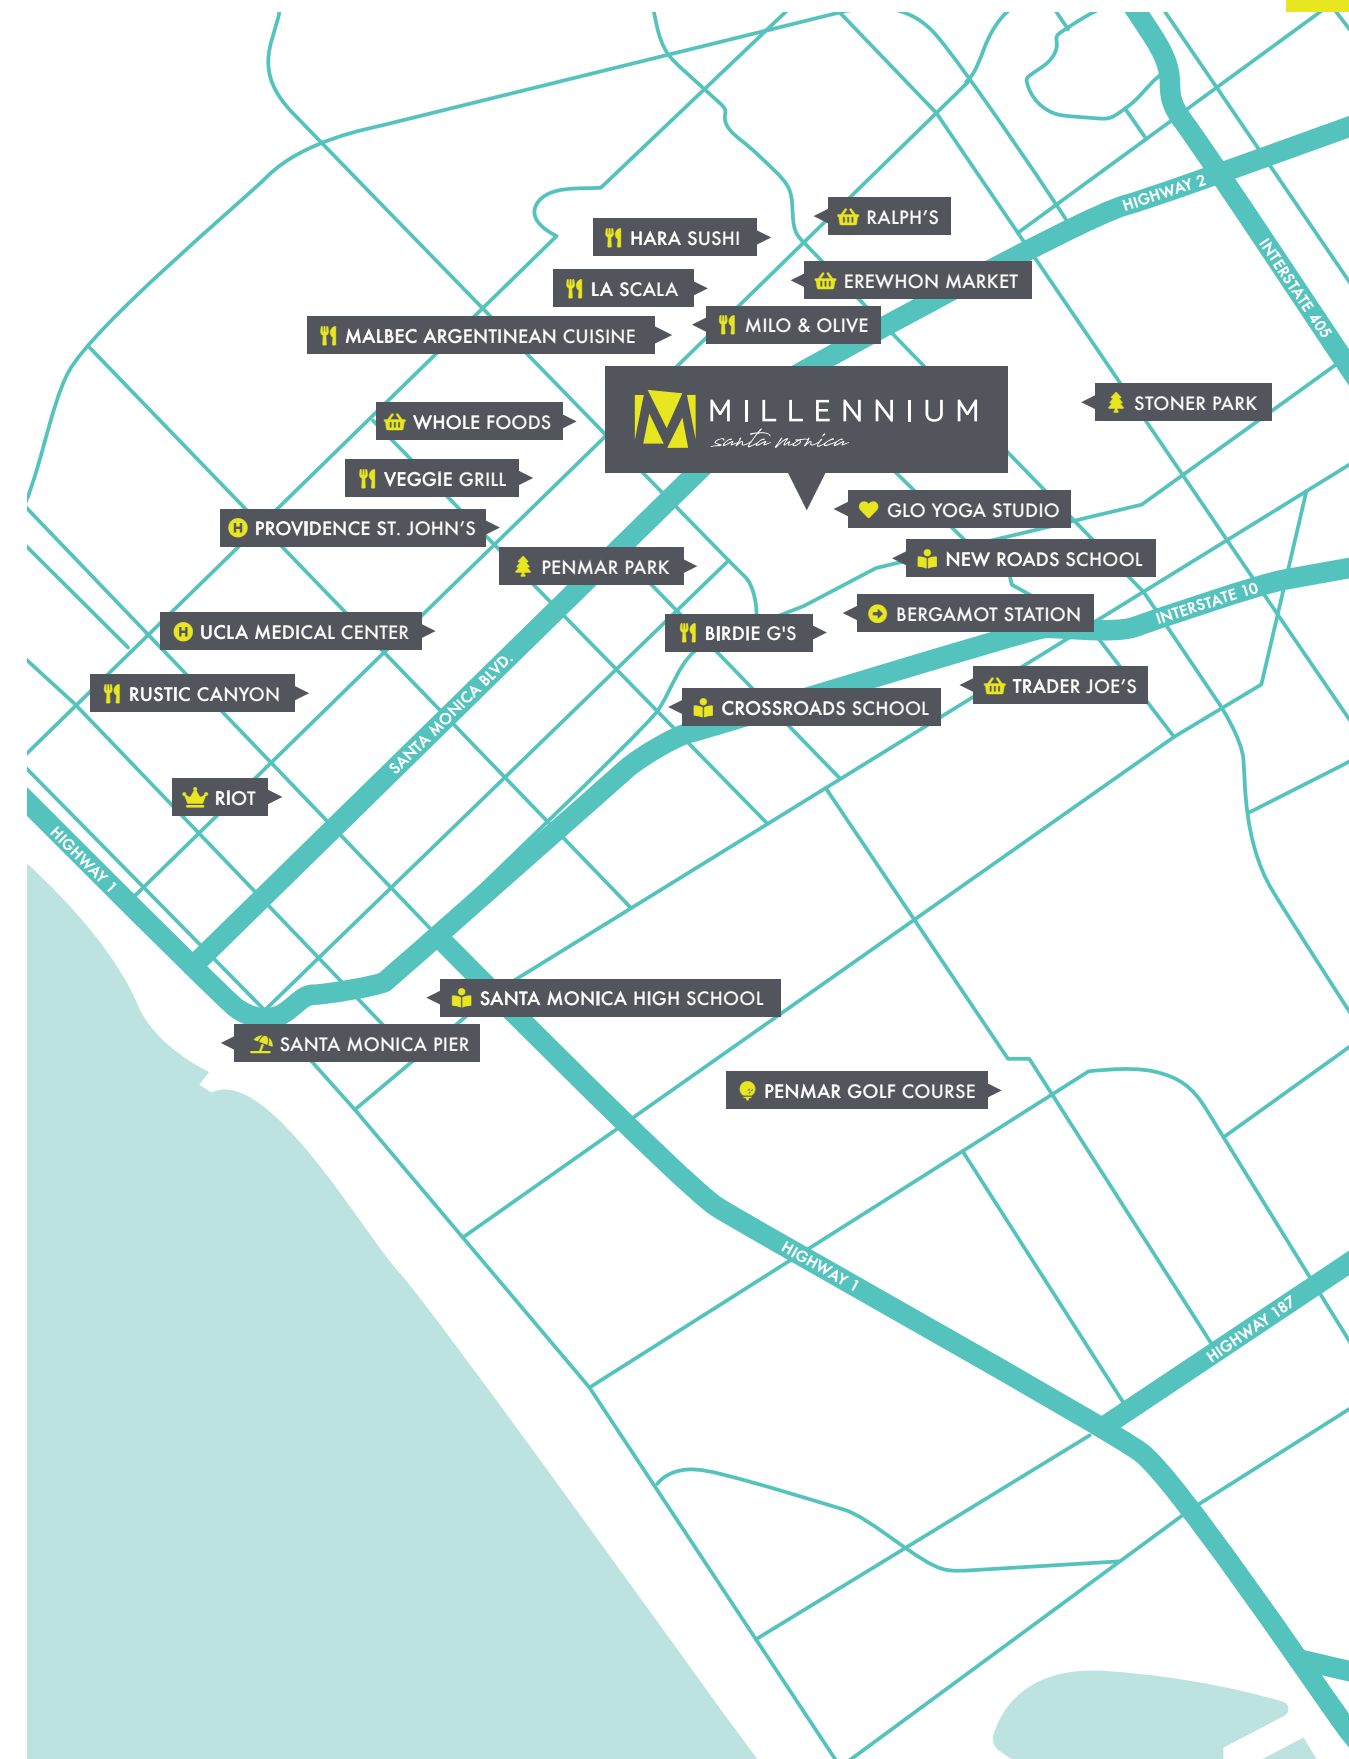 HIGHWAY 2
RALPH'S
HARA SUSHI
INTERSTATE 405
EREWHON MARKET
LA SCALA
MILO & OLIVE
MALBEC ARGENTINEAN CUISINE
MILLENNIUM
santa monica
STONER PARK
WHOLE FOODS
VEGGIE GRILL
GLO YOGA STUDIO
PROVIDENCE ST. JOHN'S
NEW ROADS SCHOOL
PENMAR PARK
INTERSTATE 10
BERGAMOT STATION
UCLA MEDICAL CENTER
BIRDIE G'S
TRADER JOE'S
RUSTIC CANYON
CROSSROADS SCHOOL
SANTA MONICA BLVD.
RIOT
HIGHWAY 1
SANTA MONICA HIGH SCHOOL
SANTA MONICA PIER
PENMAR GOLF COURSE
HIGHWAY 1
HIGHWAY 187